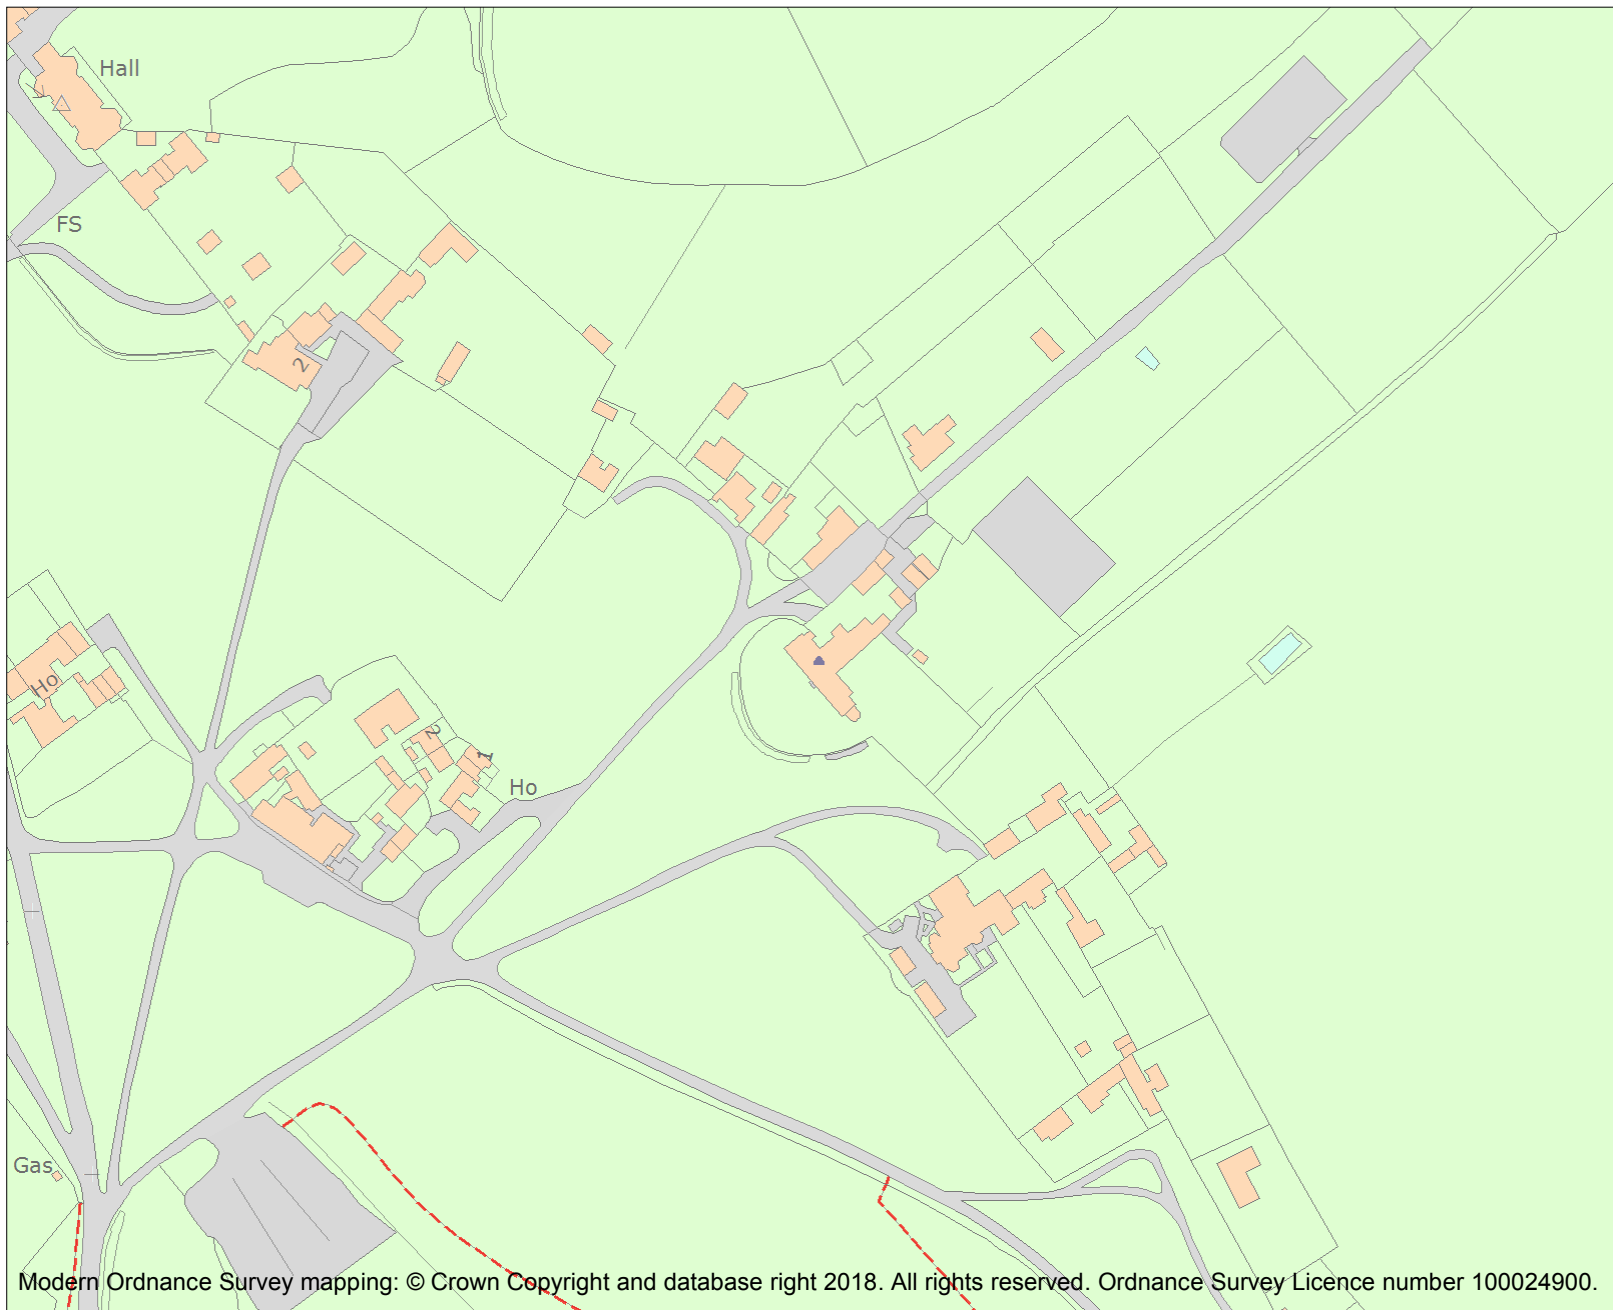 Hall
FS
2
Ho
2
1
Ho
Gas
Modern Ordnance Survey mapping: © Crown Copyright and database right 2018. All rights reserved. Ordnance Survey Licence number 100024900.